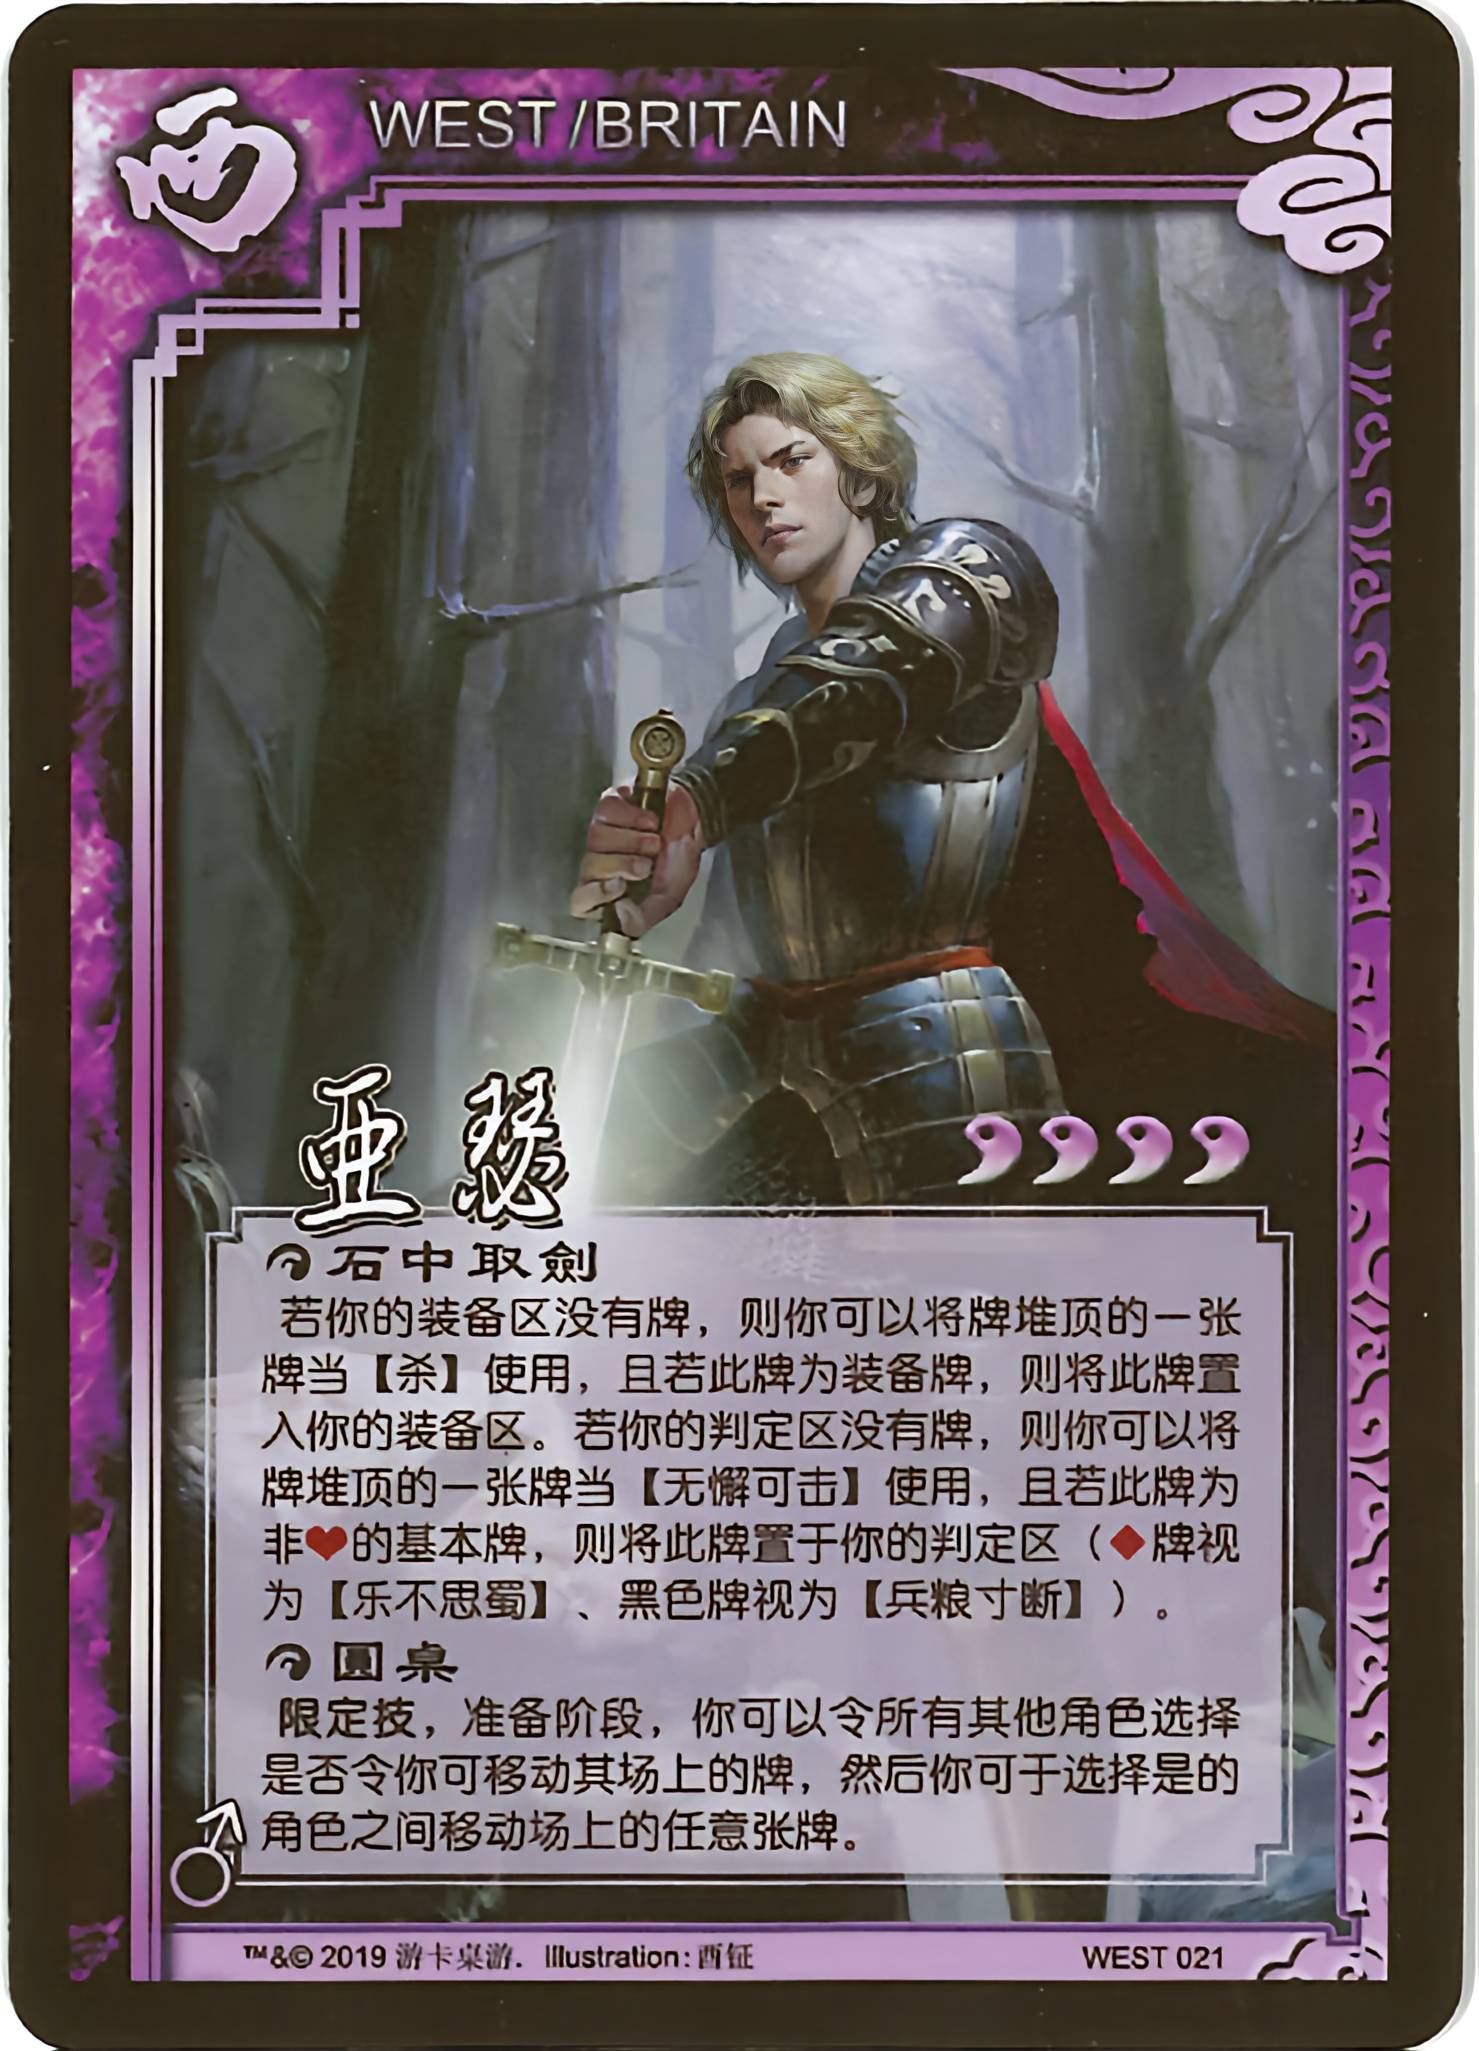 西
WEST /BRITAIN
亜瑟
石中取劍
若你的装备区没有牌，则你可以将牌堆顶的一张
牌当【杀】使用，且若此牌为装备牌，则将此牌置
入你的装备区。若你的判定区没有牌，则你可以将
牌堆顶的一张牌当【无懈可击】使用，且若此牌为
非♥的基本牌，则将此牌置于你的判定区（♦牌视
为【乐不思蜀】、黑色牌视为【兵粮寸断】）。
圓桌
限定技，准备阶段，你可以令所有其他角色选择
是否令你可移动其场上的牌，然后你可于选择是的
角色之间移动场上的任意张牌。
™&© 2019 游卡桌游. Illustration: 酉钲
WEST 021